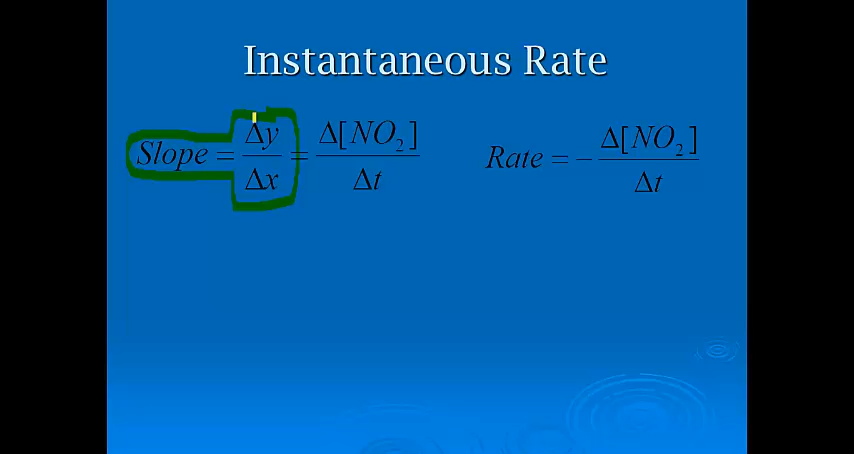 Instantaneous Rate
Slope = Δy/Δx = Δ[NO₂]/Δt
Rate = −Δ[NO₂]/Δt